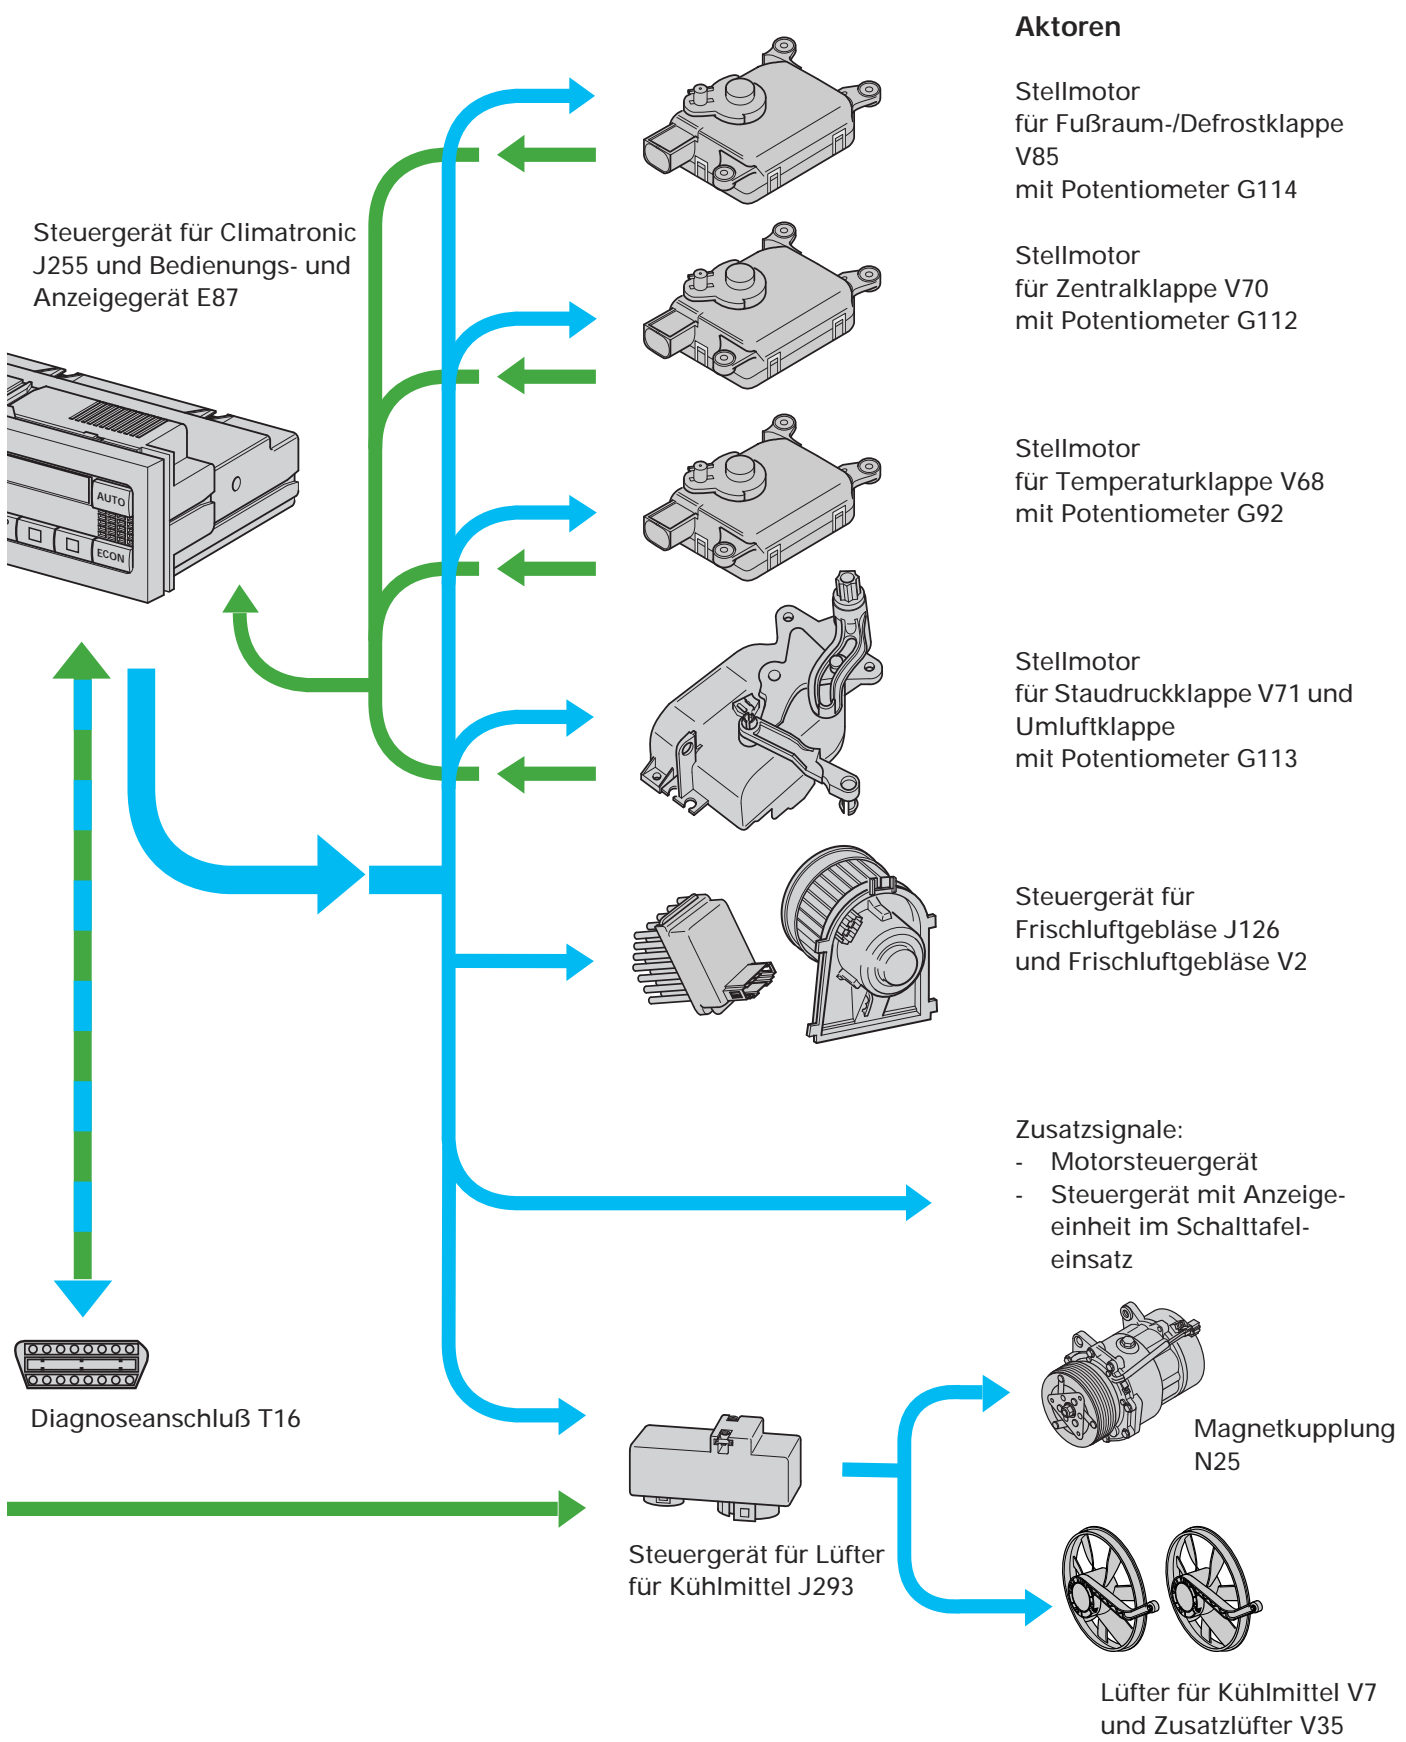 Aktoren
Stellmotor
für Fußraum-/Defrostklappe
V85
mit Potentiometer G114
Steuergerät für Climatronic
J255 und Bedienungs- und
Anzeigegerät E87
Stellmotor
für Zentralklappe V70
mit Potentiometer G112
AUTO
ECON
Stellmotor
für Temperaturklappe V68
mit Potentiometer G92
Stellmotor
für Staudruckklappe V71 und
Umluftklappe
mit Potentiometer G113
Steuergerät für
Frischluftgebläse J126
und Frischluftgebläse V2
Zusatzsignale:
- Motorsteuergerät
- Steuergerät mit Anzeige-
einheit im Schalttafel-
einsatz
Diagnoseanschluß T16
Magnetkupplung
N25
Steuergerät für Lüfter
für Kühlmittel J293
Lüfter für Kühlmittel V7
und Zusatzlüfter V35